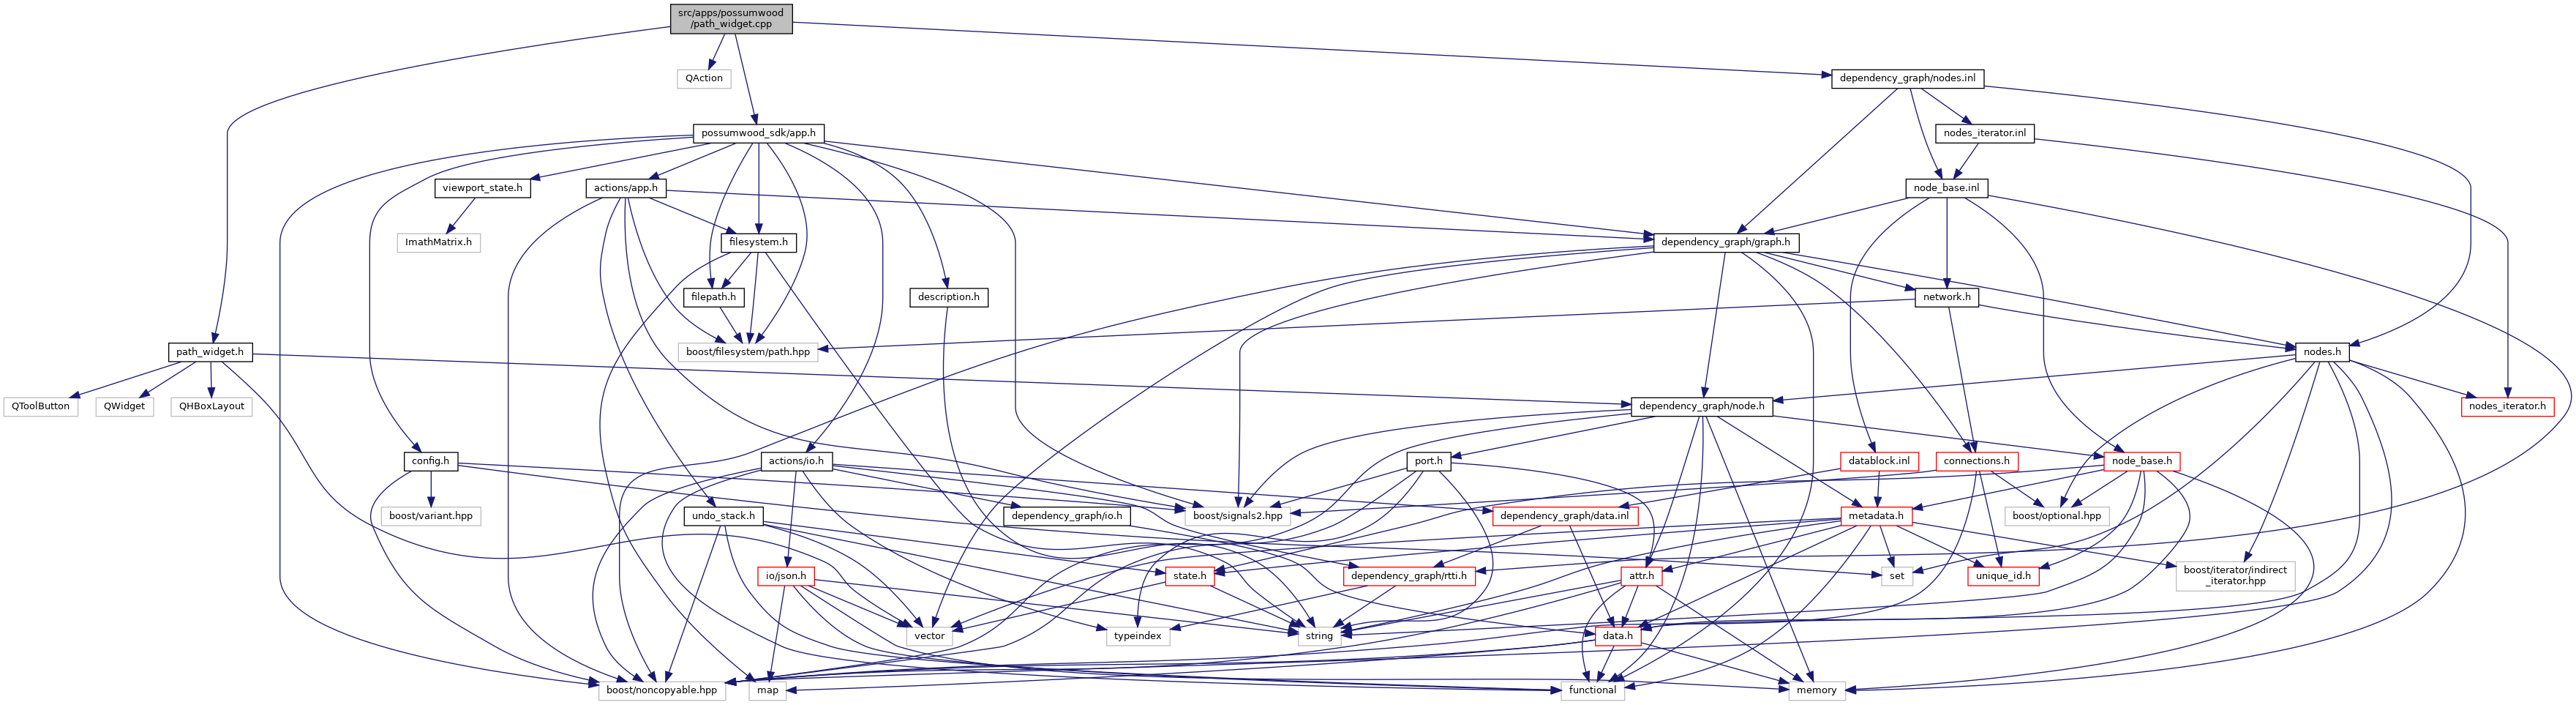 src/apps/possumwood
/path_widget.cpp
QAction
dependency_graph/nodes.inl
possumwood_sdk/app.h
nodes_iterator.inl
viewport_state.h
actions/app.h
node_base.inl
ImathMatrix.h
filesystem.h
dependency_graph/graph.h
filepath.h
description.h
network.h
path_widget.h
boost/filesystem/path.hpp
nodes.h
QToolButton
QWidget
QHBoxLayout
dependency_graph/node.h
nodes_iterator.h
config.h
actions/io.h
port.h
datablock.inl
connections.h
node_base.h
boost/variant.hpp
undo_stack.h
dependency_graph/io.h
boost/signals2.hpp
dependency_graph/data.inl
metadata.h
boost/optional.hpp
io/json.h
state.h
dependency_graph/rtti.h
attr.h
set
unique_id.h
boost/iterator/indirect
_iterator.hpp
vector
typeindex
string
data.h
boost/noncopyable.hpp
map
functional
memory